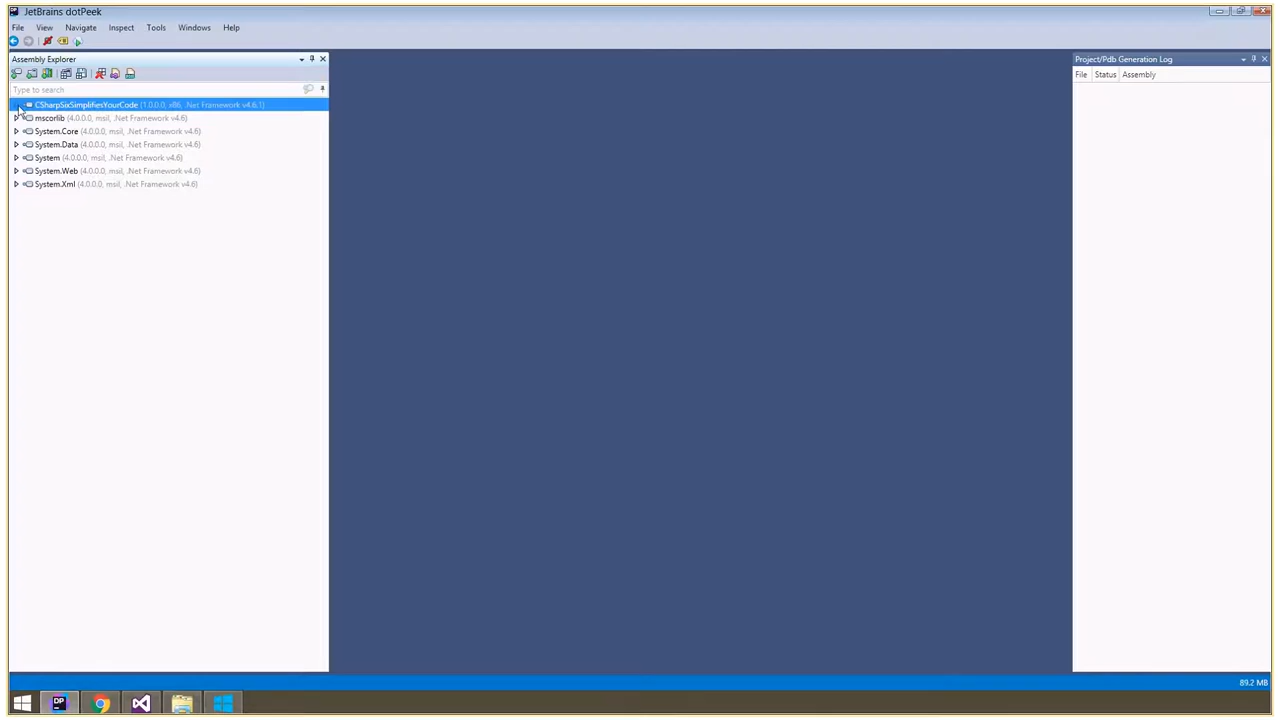 JetBrains dotPeek
File View Navigate Inspect Tools Windows Help
Assembly Explorer
Type to search
CSharpSixSimplifiesYourCode (1.0.0.0, x86, .Net Framework v4.6.1)
mscorlib (4.0.0.0, msil, .Net Framework v4.6)
System.Core (4.0.0.0, msil, .Net Framework v4.6)
System.Data (4.0.0.0, msil, .Net Framework v4.6)
System (4.0.0.0, msil, .Net Framework v4.6)
System.Web (4.0.0.0, msil, .Net Framework v4.6)
System.Xml (4.0.0.0, msil, .Net Framework v4.6)
Project/Pdb Generation Log
File Status Assembly
89.2 MB
DP